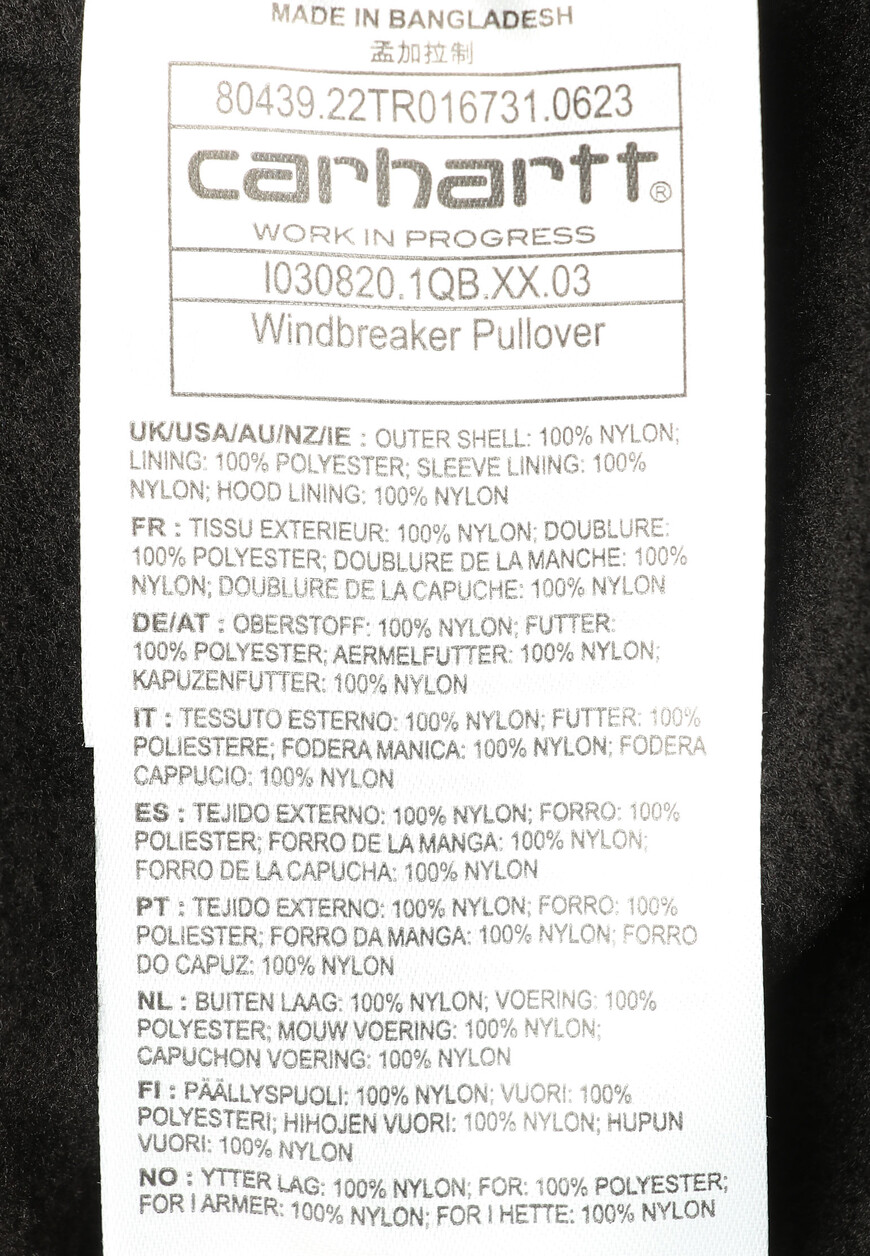 MADE IN BANGLADESH
孟加拉制
80439.22TR016731.0623
carhartt®
WORK IN PROGRESS
I030820.1QB.XX.03
Windbreaker Pullover
UK/USA/AU/NZ/IE : OUTER SHELL: 100% NYLON;
LINING: 100% POLYESTER; SLEEVE LINING: 100%
NYLON; HOOD LINING: 100% NYLON
FR : TISSU EXTERIEUR: 100% NYLON; DOUBLURE:
100% POLYESTER; DOUBLURE DE LA MANCHE: 100%
NYLON; DOUBLURE DE LA CAPUCHE: 100% NYLON
DE/AT : OBERSTOFF: 100% NYLON; FUTTER:
100% POLYESTER; AERMELFUTTER: 100% NYLON;
KAPUZENFUTTER: 100% NYLON
IT : TESSUTO ESTERNO: 100% NYLON; FUTTER: 100%
POLIESTERE; FODERA MANICA: 100% NYLON; FODERA
CAPPUCIO: 100% NYLON
ES : TEJIDO EXTERNO: 100% NYLON; FORRO: 100%
POLIESTER; FORRO DE LA MANGA: 100% NYLON;
FORRO DE LA CAPUCHA: 100% NYLON
PT : TEJIDO EXTERNO: 100% NYLON; FORRO: 100%
POLIESTER; FORRO DA MANGA: 100% NYLON; FORRO
DO CAPUZ: 100% NYLON
NL : BUITEN LAAG: 100% NYLON; VOERING: 100%
POLYESTER; MOUW VOERING: 100% NYLON;
CAPUCHON VOERING: 100% NYLON
FI : PÄÄLLYSPUOLI: 100% NYLON; VUORI: 100%
POLYESTERI; HIHOJEN VUORI: 100% NYLON; HUPUN
VUORI: 100% NYLON
NO : YTTER LAG: 100% NYLON; FOR: 100% POLYESTER;
FOR I ARMER: 100% NYLON; FOR I HETTE: 100% NYLON